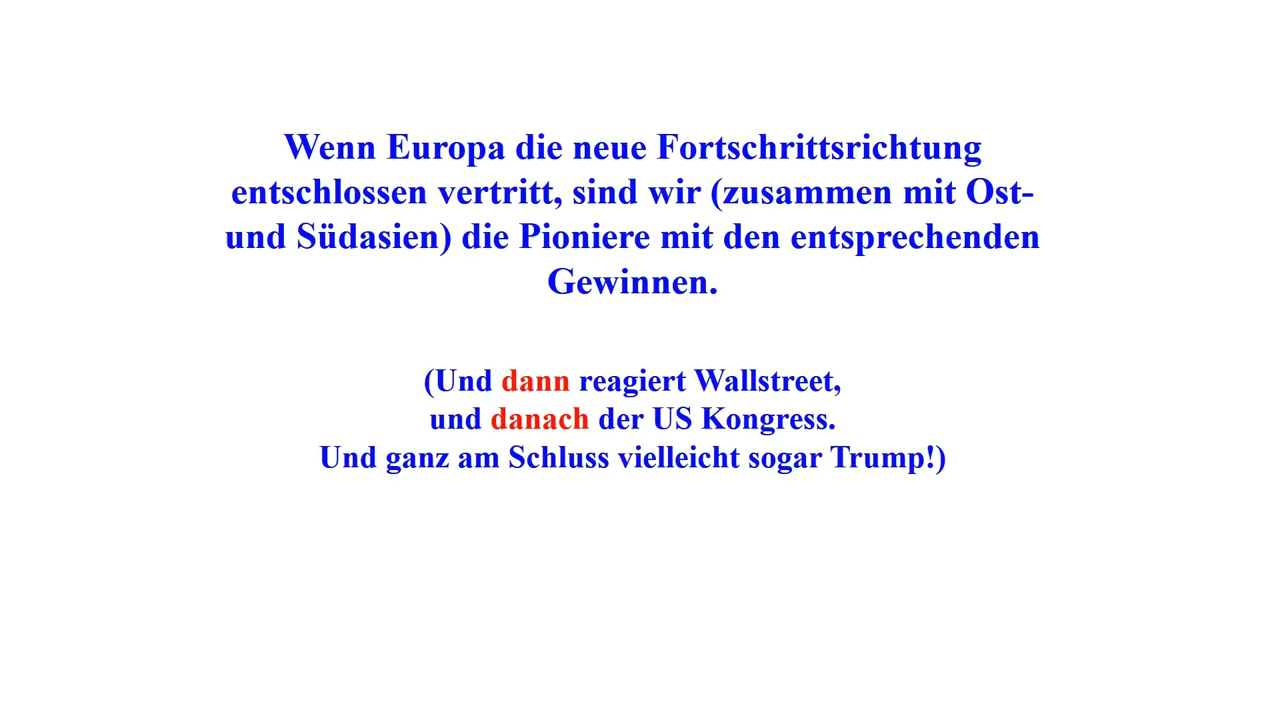 Wenn Europa die neue Fortschrittsrichtung
entschlossen vertritt, sind wir (zusammen mit Ost-
und Südasien) die Pioniere mit den entsprechenden
Gewinnen.
(Und dann reagiert Wallstreet,
und danach der US Kongress.
Und ganz am Schluss vielleicht sogar Trump!)